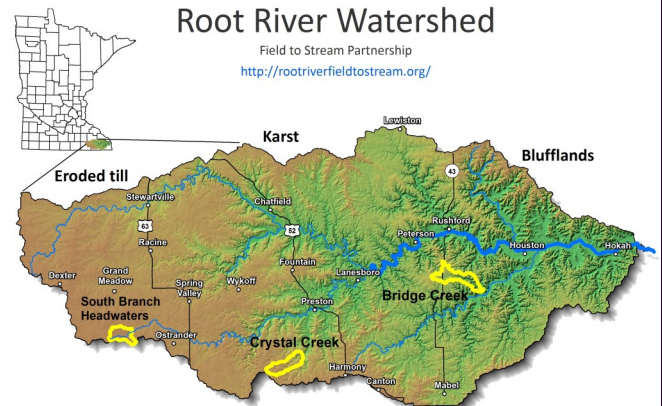 Root River Watershed
Field to Stream Partnership
http://rootriverfieldtostream.org/
Lewiston
Karst
Blufflands
Eroded till
43
Stewartville
Chatfield
63
52
Rushford
Peterson
Racine
Houston
Hokah
Fountain
Lanesboro
Dexter
Grand
Meadow
Spring
Valley
Wykoff
Preston
Bridge Creek
South Branch
Headwaters
Ostrander
Crystal Creek
Harmony
Canton
Mabel